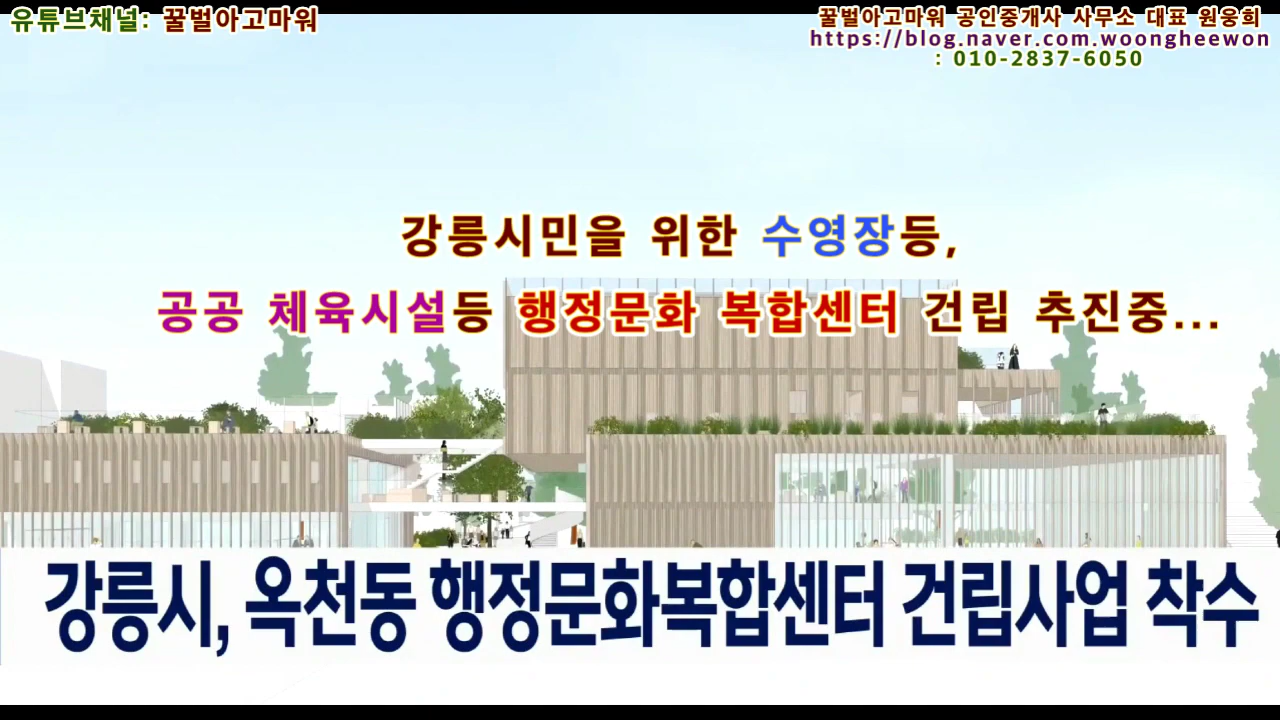 유튜브채널: 꿀벌아고마워
꿀벌아고마워 공인중개사 사무소 대표 원웅희
https://blog.naver.com.woongheewon
: 010-2837-6050
강릉시민을 위한 수영장등,
공공 체육시설등 행정문화 복합센터 건립 추진중...
강릉시, 옥천동 행정문화복합센터 건립사업 착수